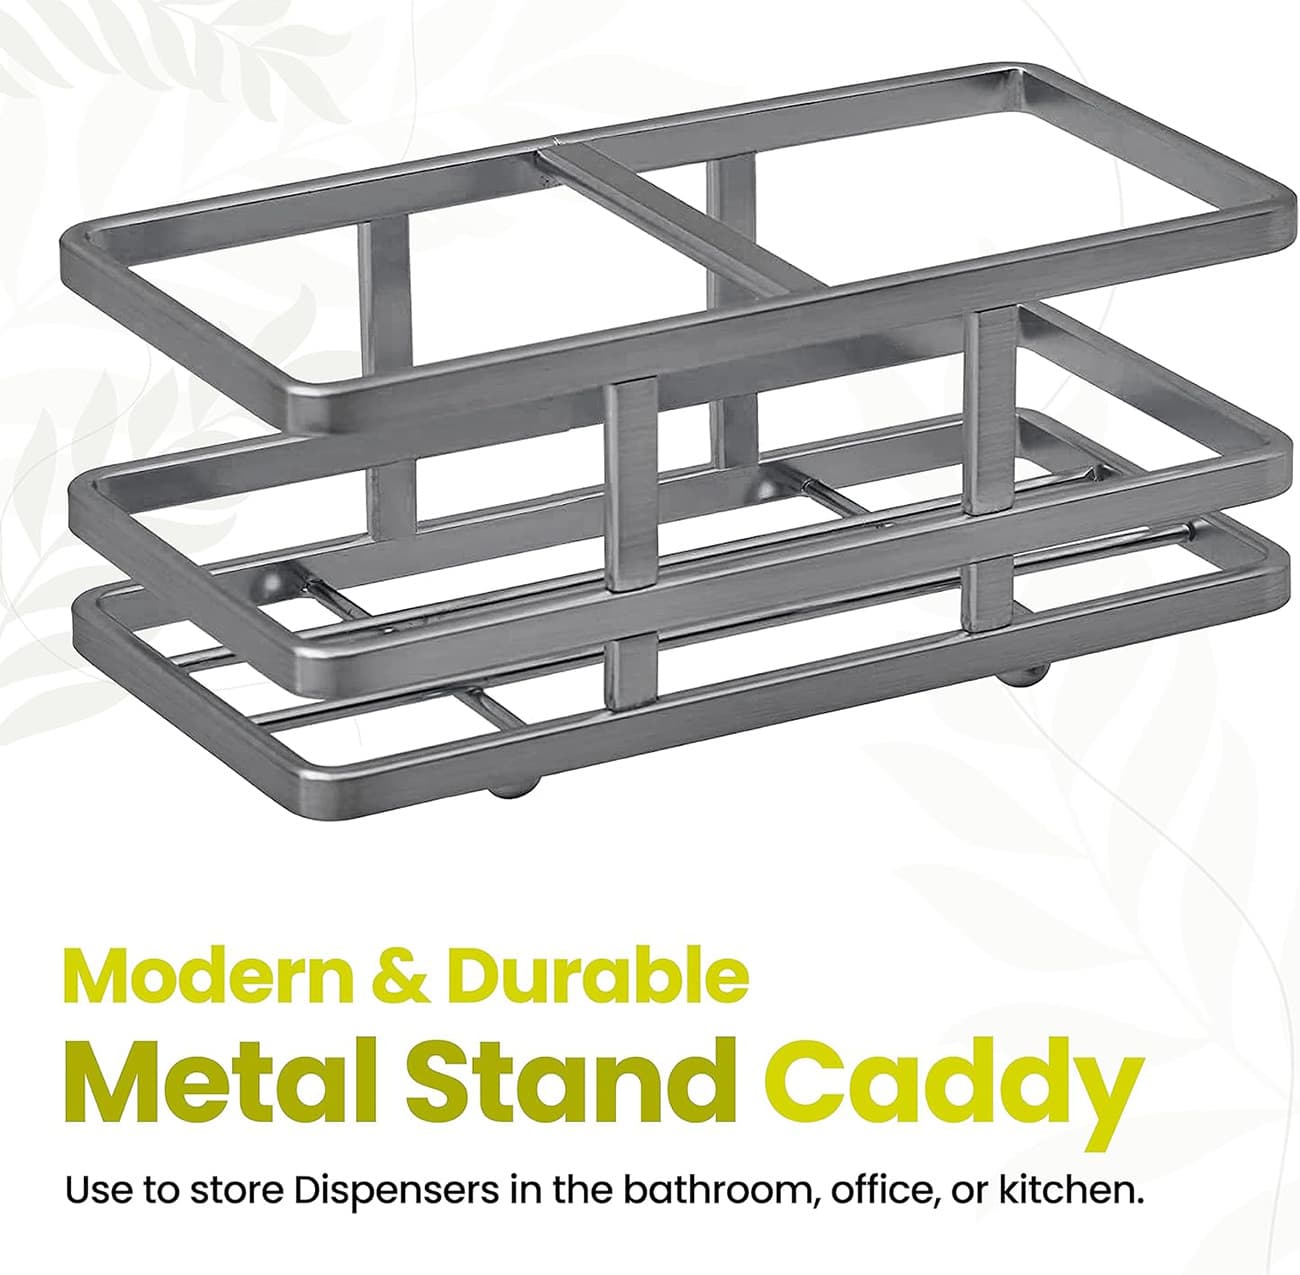 Modern & Durable
Metal Stand Caddy
Use to store Dispensers in the bathroom, office, or kitchen.